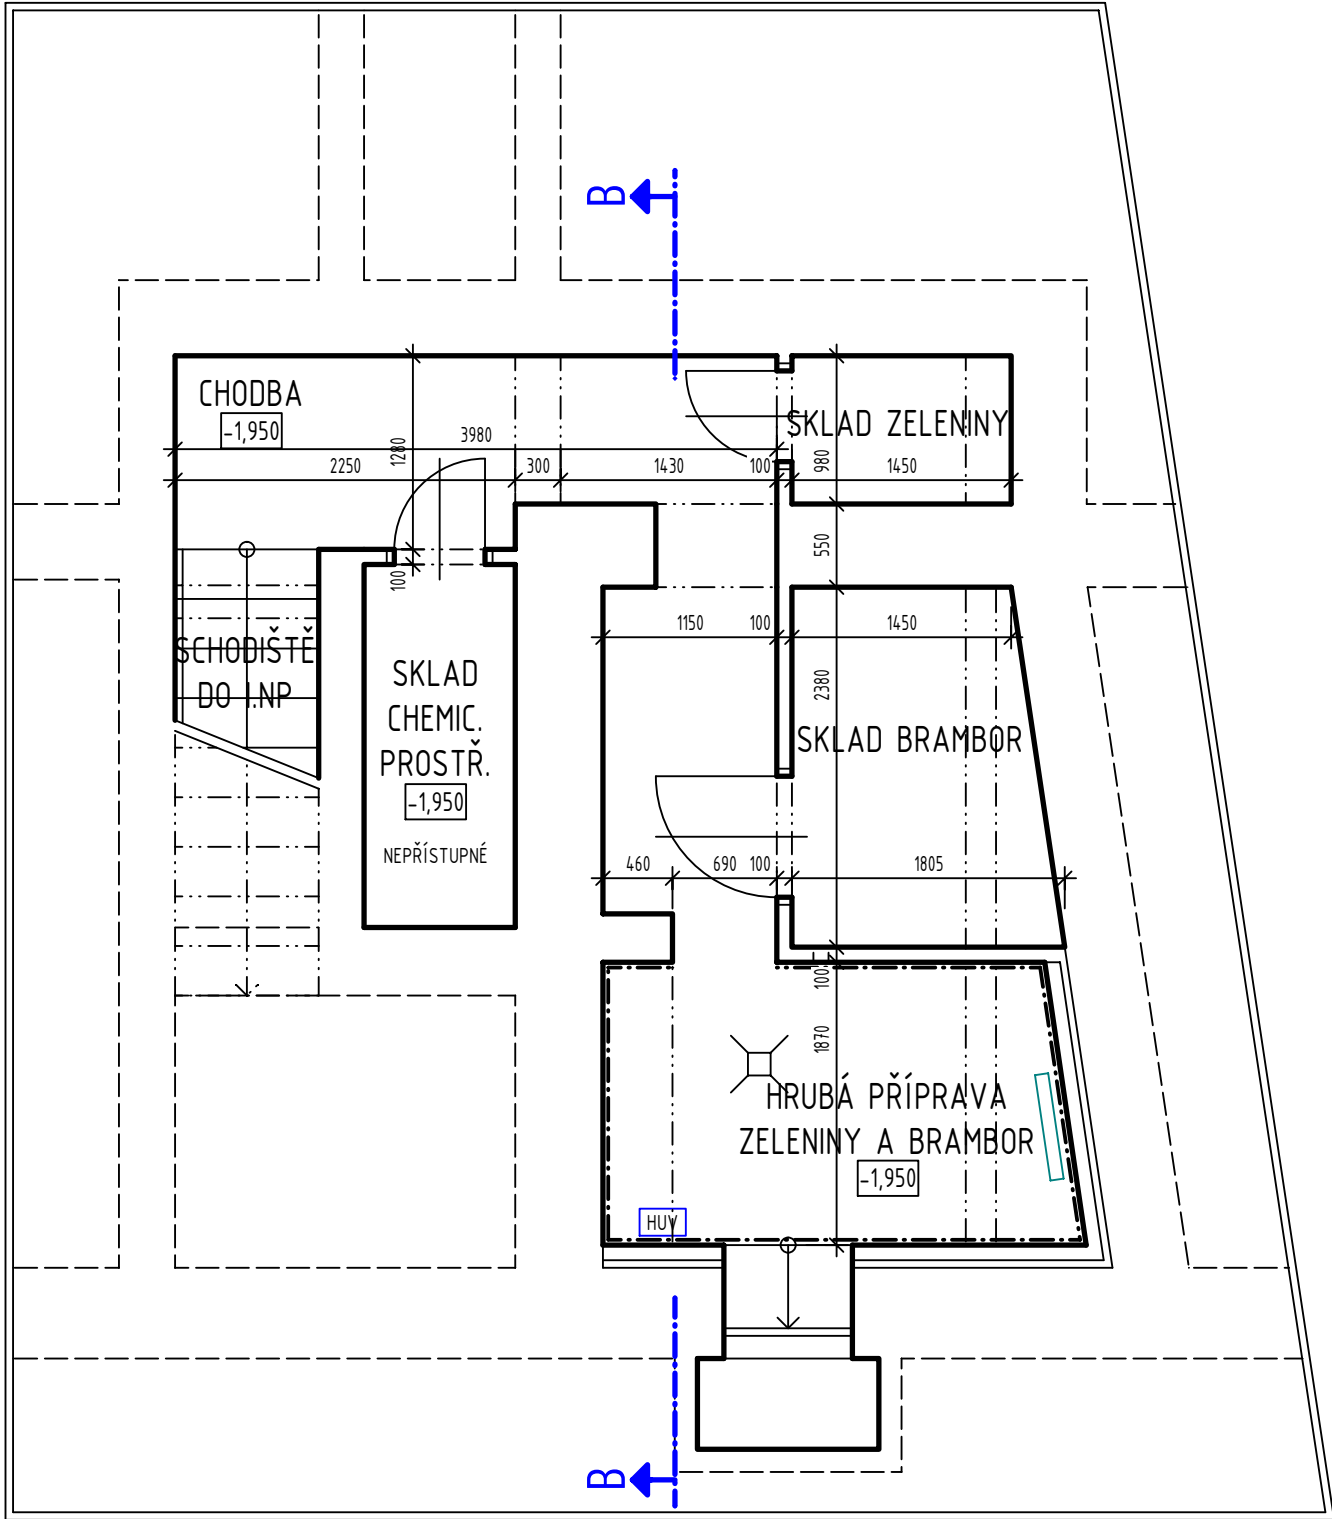 B
CHODBA
-1,950
3980
1280
2250
300
1430
100
980
1450
SKLAD ZELENINY
550
100
1150
100
1450
SCHODIŠTĚ
DO I.NP
SKLAD
CHEMIC.
PROSTŘ.
-1,950
NEPŘÍSTUPNÉ
2380
SKLAD BRAMBOR
460
690
100
1805
100
1870
HRUBÁ PŘÍPRAVA
ZELENINY A BRAMBOR
-1,950
HUV
B